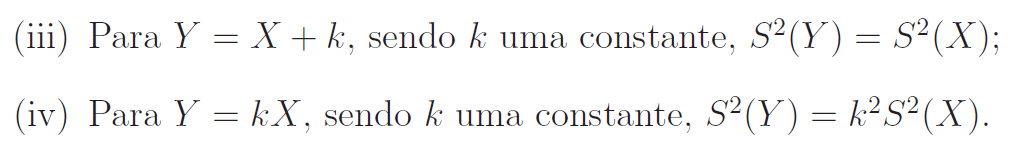 (iii) Para Y = X + k, sendo k uma constante, S²(Y) = S²(X);
(iv) Para Y = kX, sendo k uma constante, S²(Y) = k²S²(X).